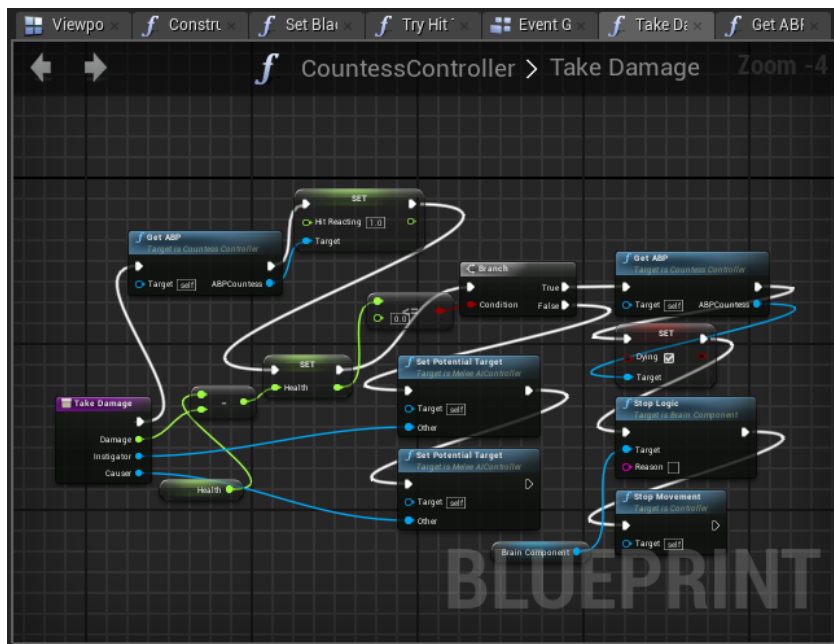 Viewpo
Constru
Set Blac
Try Hit T
Event G
Take Da
Get ABP
CountessController > Take Damage
Zoom -4
SET
Hit Reacting 1.0
Target
Get ABP
Target is Countess Controller
Target self
ABPCountess
Branch
True
Condition
False
<=
0.0
Get ABP
Target is Countess Controller
Target self
ABPCountess
SET
Dying
Target
SET
Health
-
Set Potential Target
Target is Melee AIController
Target self
Other
Take Damage
Damage
Instigator
Causer
Health
Stop Logic
Target is Brain Component
Target
Reason
Set Potential Target
Target is Melee AIController
Target self
Other
Stop Movement
Target is Controller
Target self
Brain Component
BLUEPRINT